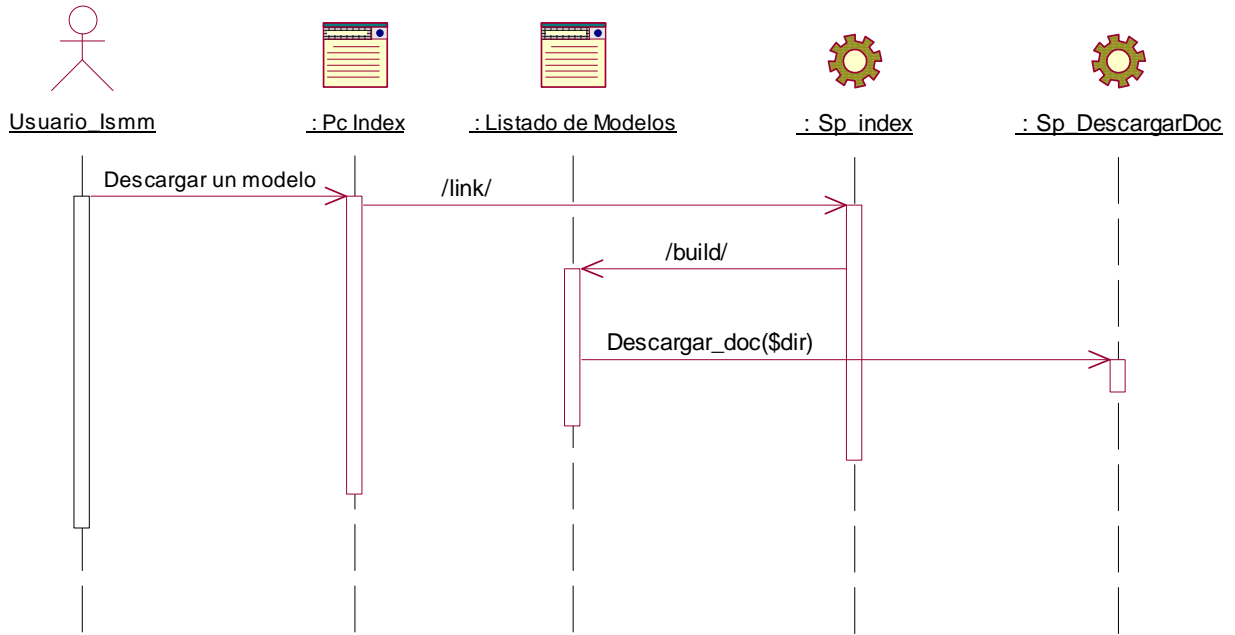 Usuario_Ismm
: Pc Index
: Listado de Modelos
: Sp_index
: Sp_DescargarDoc
Descargar un modelo
/link/
/build/
Descargar_doc($dir)